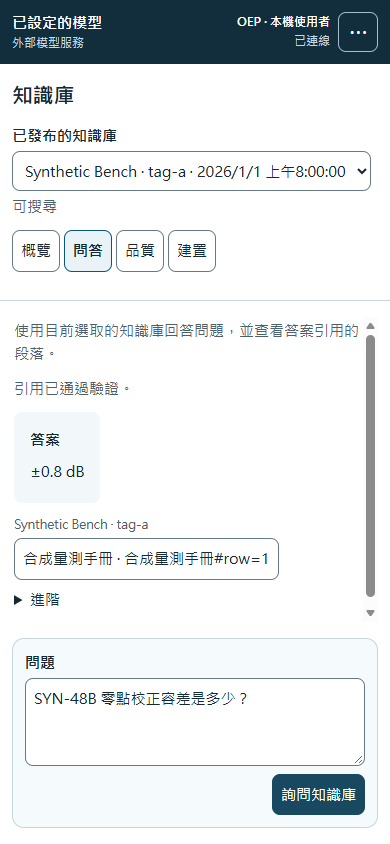 已設定的模型
外部模型服務
OEP · 本機使用者
已連線
···
知識庫
已發布的知識庫
Synthetic Bench · tag-a · 2026/1/1 上午8:00:00
可搜尋
概覽
問答
品質
建置
使用目前選取的知識庫回答問題，並查看答案引用的
段落。
引用已通過驗證。
答案
±0.8 dB
Synthetic Bench · tag-a
合成量測手冊 · 合成量測手冊#row=1
進階
問題
SYN-48B 零點校正容差是多少？
詢問知識庫